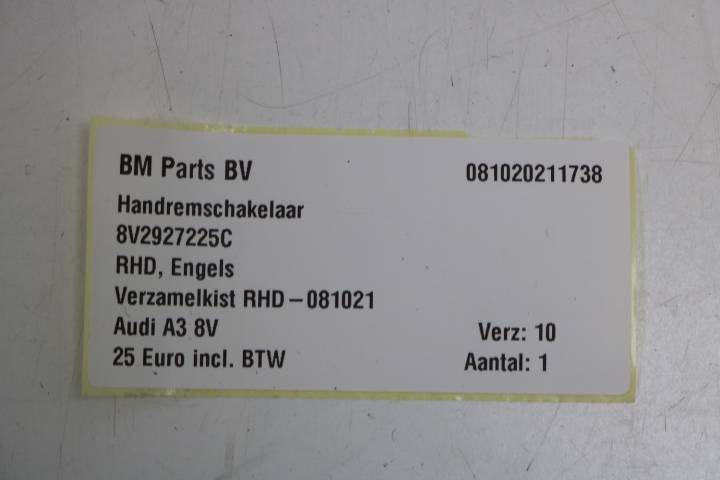 BM Parts BV 081020211738
Handremschakelaar
8V2927225C
RHD, Engels
Verzamelkist RHD-081021
Audi A3 8V Verz: 10
25 Euro incl. BTW Aantal: 1